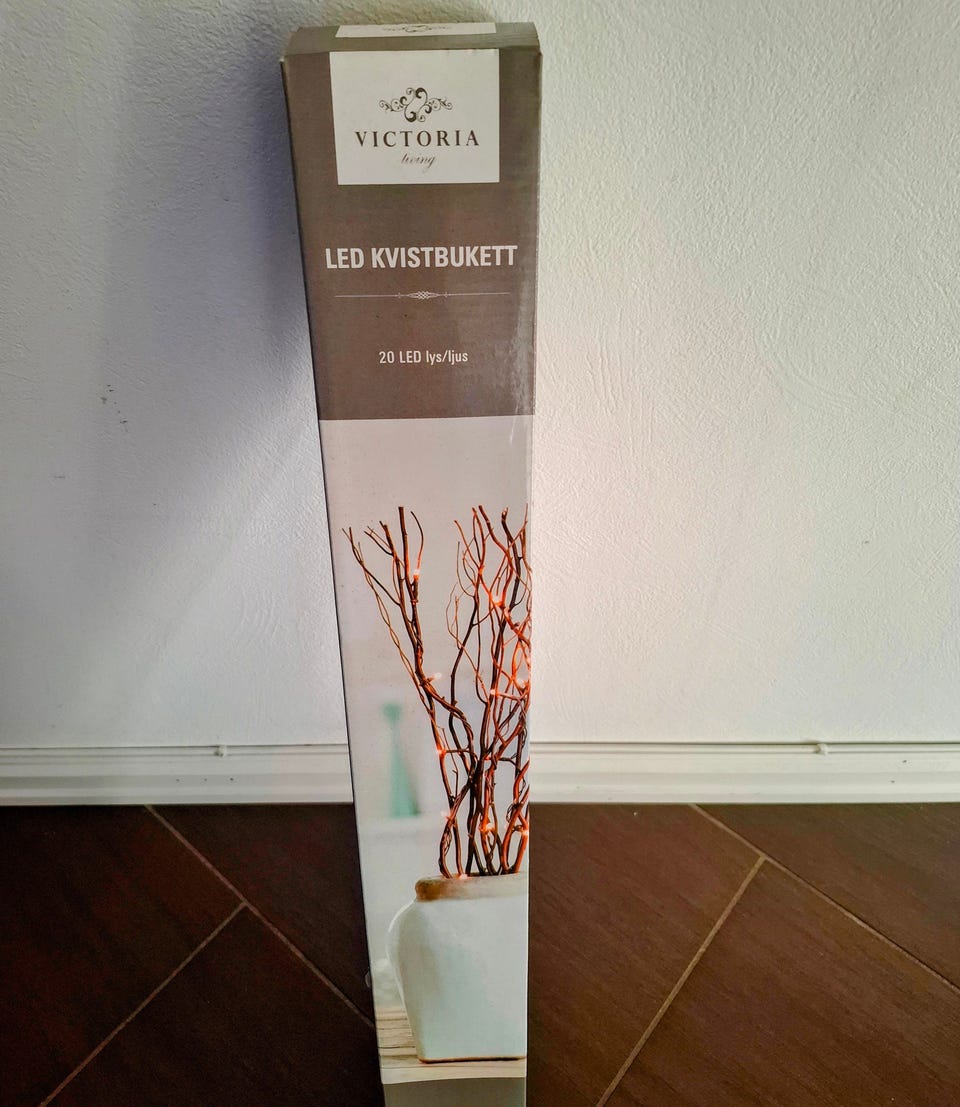 VICTORIA
living
LED KVISTBUKETT
20 LED lys/ljus